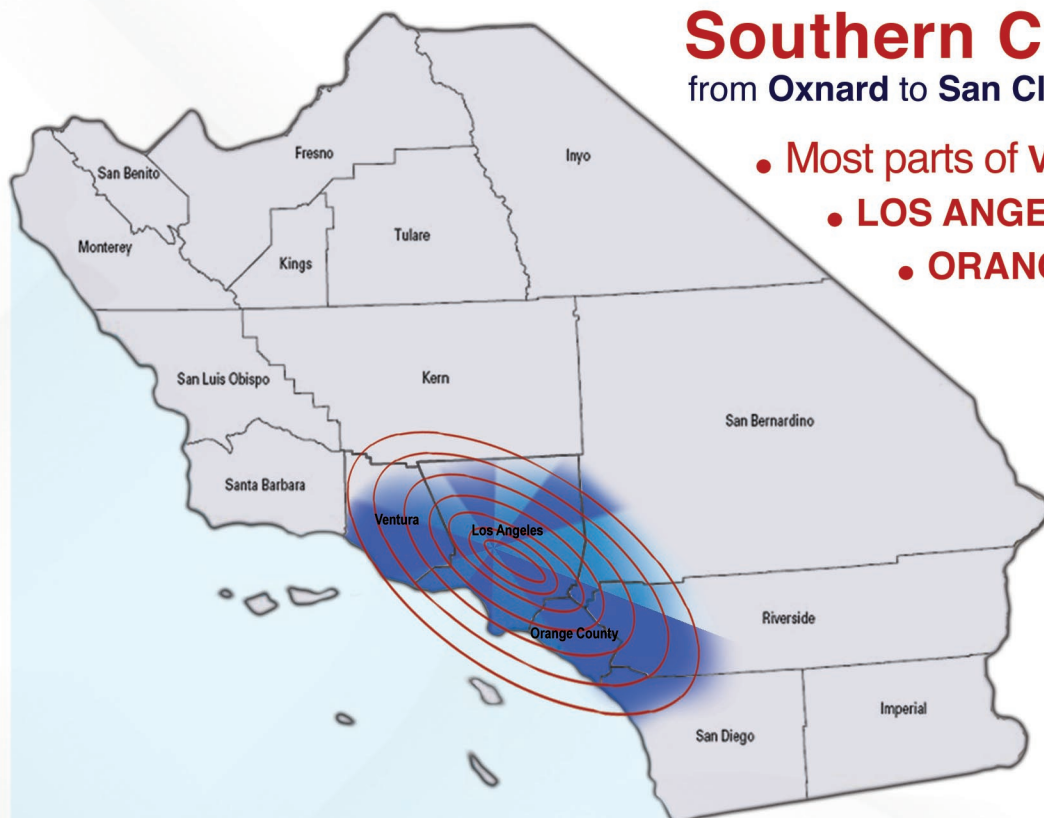 Southern C
from Oxnard to San Cl
• Most parts of V
• LOS ANGE
• ORANG
Fresno
Inyo
San Benito
Tulare
Monterey
Kings
San Luis Obispo
Kern
San Bernardino
Santa Barbara
Ventura
Los Angeles
Riverside
Orange County
Imperial
San Diego